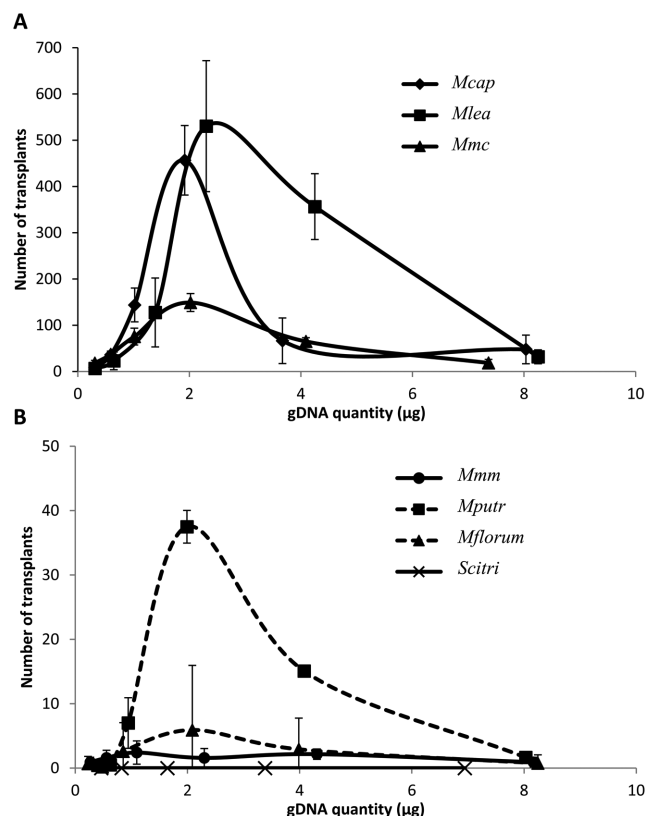 A
Number of transplants
700
600
500
400
300
200
100
0
Mcap
Mlea
Mmc
0 2 4 6 8 10
gDNA quantity (µg)
B
Number of transplants
50
40
30
20
10
0
Mmm
Mputr
Mflorum
Scitri
0 2 4 6 8 10
gDNA quantity (µg)